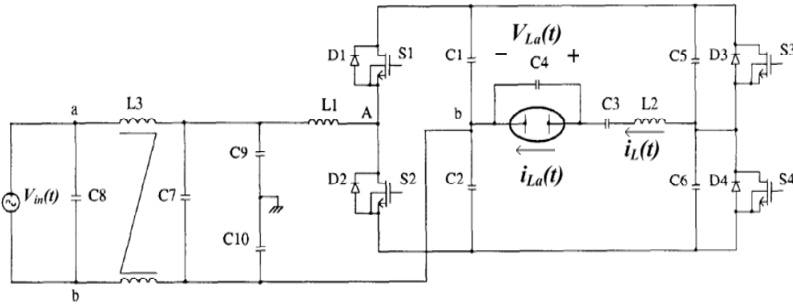 V_La(t)
− +
D1 S1 C1 C4 C5 D3 S3
a L3 L1 A b C3 L2
i_L(t)
C9
i_La(t)
V_in(t) C8 C7 D2 S2 C2 C6 D4 S4
C10
b